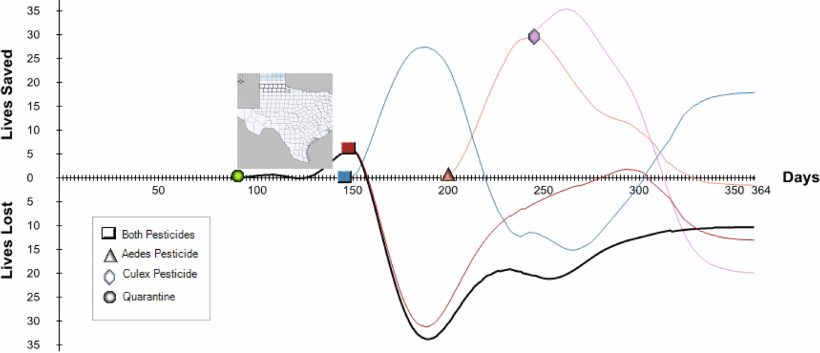 35
30
25
20
15
10
5
0
5
10
15
20
25
30
35
Lives Saved
Lives Lost
50 100 150 200 250 300 350 364
Days
Both Pesticides
Aedes Pesticide
Culex Pesticide
Quarantine